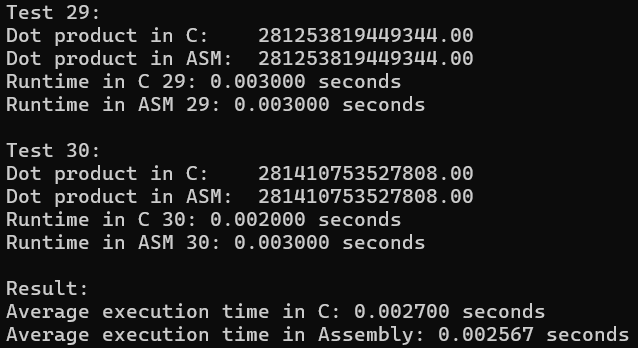 Test 29:
Dot product in C:    281253819449344.00
Dot product in ASM:  281253819449344.00
Runtime in C 29: 0.003000 seconds
Runtime in ASM 29: 0.003000 seconds

Test 30:
Dot product in C:    281410753527808.00
Dot product in ASM:  281410753527808.00
Runtime in C 30: 0.002000 seconds
Runtime in ASM 30: 0.003000 seconds

Result:
Average execution time in C: 0.002700 seconds
Average execution time in Assembly: 0.002567 seconds